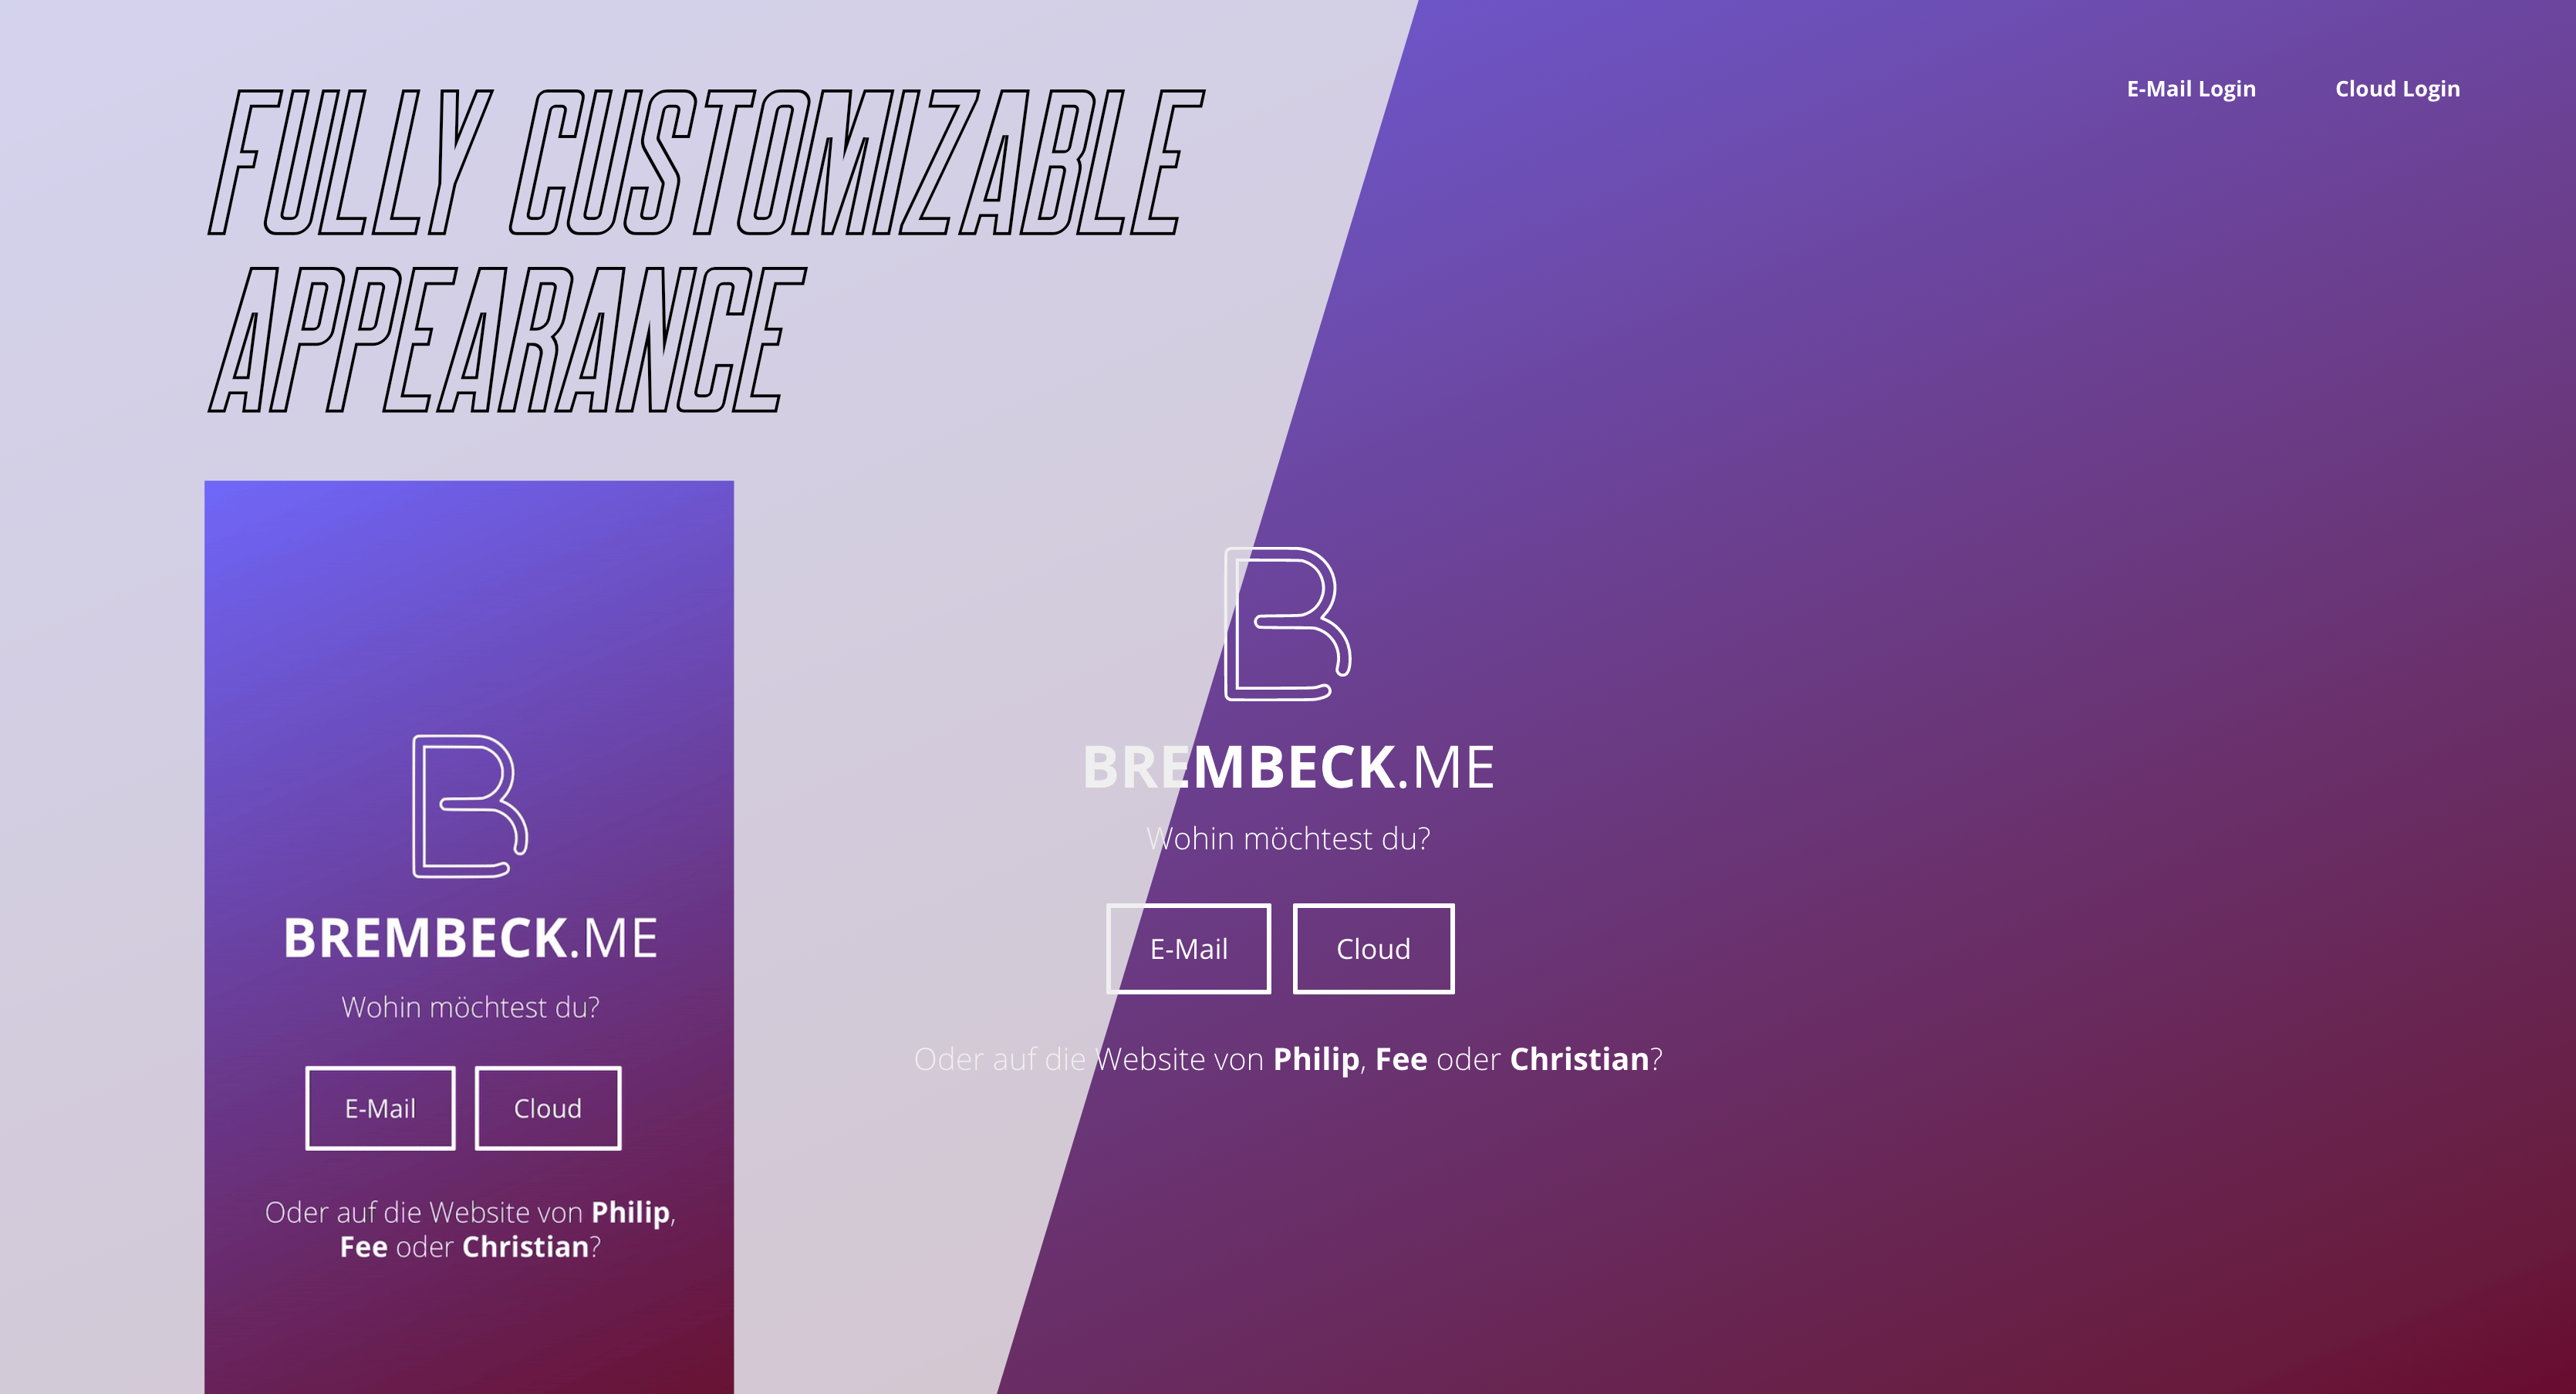 FULLY CUSTOMIZABLE
APPEARANCE
E-Mail Login
Cloud Login
BREMBECK.ME
Wohin möchtest du?
E-Mail
Cloud
Oder auf die Website von Philip,
Fee oder Christian?
BREMBECK.ME
Wohin möchtest du?
E-Mail
Cloud
Oder auf die Website von Philip, Fee oder Christian?